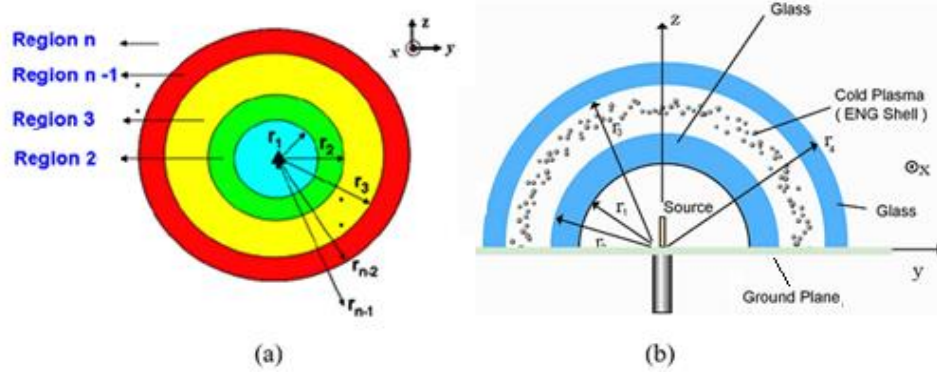 Region n
Region n -1
Region 3
Region 2
z
x
y
r1
r2
r3
rn-2
rn-1
(a)
z
Glass
Cold Plasma
( ENG Shell )
r3
r4
x
Source
r1
r2
Glass
y
Ground Plane
(b)